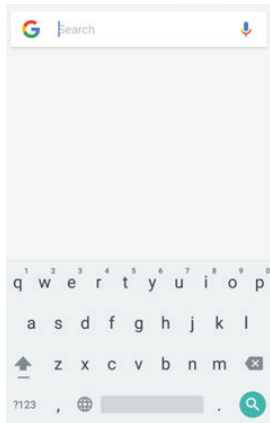 G Search
1 2 3 4 5 6 7 8 9 0
q w e r t y u i o p
a s d f g h j k l
z x c v b n m
?123 , .